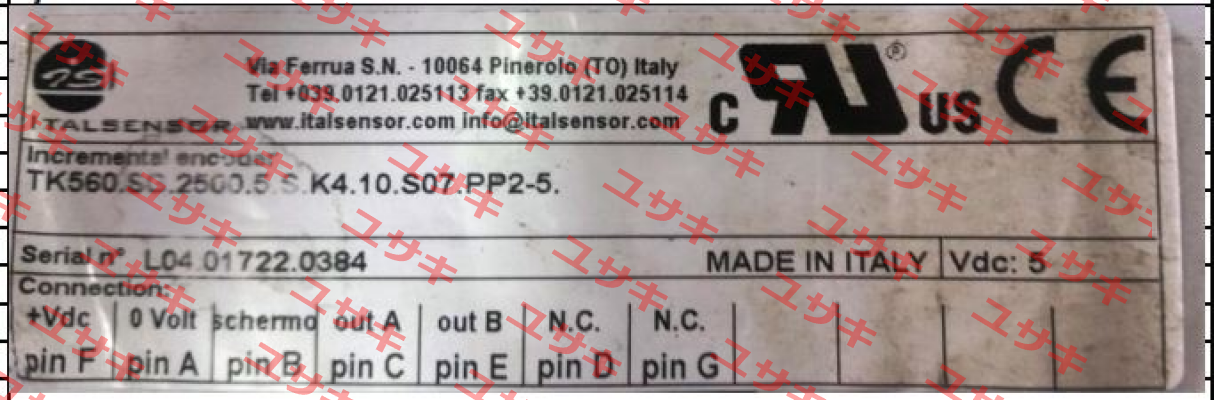 Via Ferrua S.N. - 10064 Pinerolo (TO) Italy
Tel +039.0121.025113 fax +39.0121.025114
ITALSENSOR www.italsensor.com info@italsensor.com
IS
C US CE
Incremental encoder
TK560.SS.2500.5.S.K4.10.S07.PP2-5.
Serial n° L04 01722.0384 MADE IN ITALY Vdc: 5
Connection:
+Vdc 0 Volt schermo out A out B N.C. N.C.
pin F pin A pin B pin C pin E pin D pin G
ユサキ